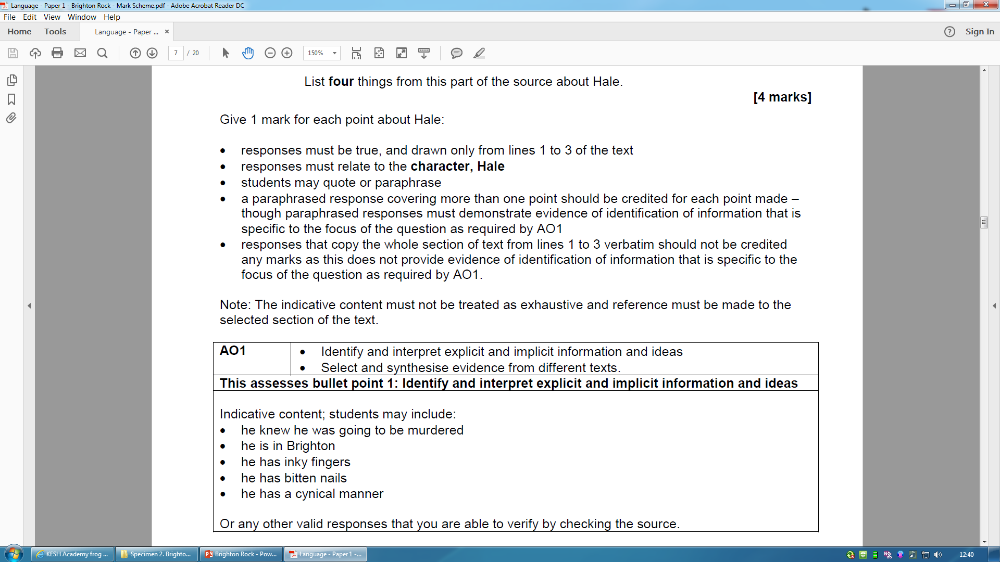 Language - Paper 1 - Brighton Rock - Mark Scheme.pdf - Adobe Acrobat Reader DC
File Edit View Window Help
Home Tools Language - Paper ... × ? Sign In
7 / 20 150%
List four things from this part of the source about Hale.
[4 marks]
Give 1 mark for each point about Hale:
• responses must be true, and drawn only from lines 1 to 3 of the text
• responses must relate to the character, Hale
• students may quote or paraphrase
• a paraphrased response covering more than one point should be credited for each point made –
though paraphrased responses must demonstrate evidence of identification of information that is
specific to the focus of the question as required by AO1
• responses that copy the whole section of text from lines 1 to 3 verbatim should not be credited
any marks as this does not provide evidence of identification of information that is specific to the
focus of the question as required by AO1.
Note: The indicative content must not be treated as exhaustive and reference must be made to the
selected section of the text.
AO1 • Identify and interpret explicit and implicit information and ideas
• Select and synthesise evidence from different texts.
This assesses bullet point 1: Identify and interpret explicit and implicit information and ideas
Indicative content; students may include:
• he knew he was going to be murdered
• he is in Brighton
• he has inky fingers
• he has bitten nails
• he has a cynical manner
Or any other valid responses that you are able to verify by checking the source.
KESH Academy frog ... Specimen 2. Brighto... Brighton Rock - Pow... Language - Paper 1 -... 12:40